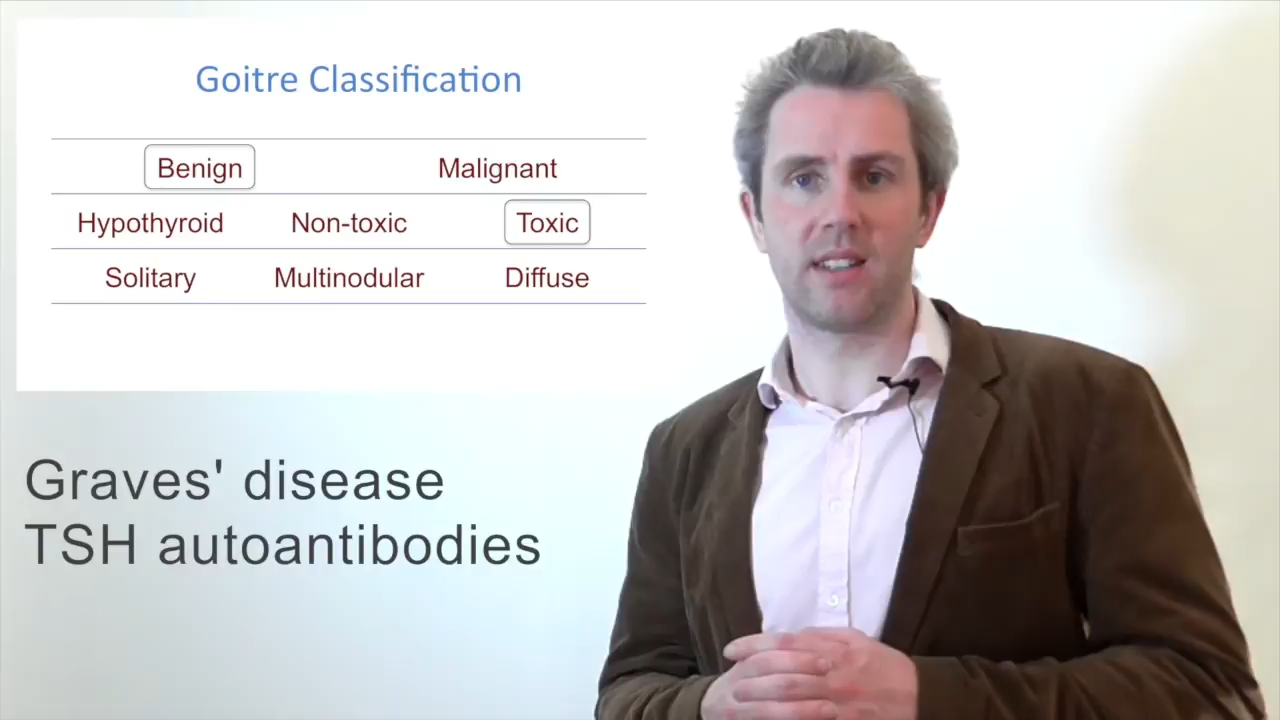 Goitre Classification
Benign Malignant
Hypothyroid Non-toxic Toxic
Solitary Multinodular Diffuse
Graves' disease
TSH autoantibodies